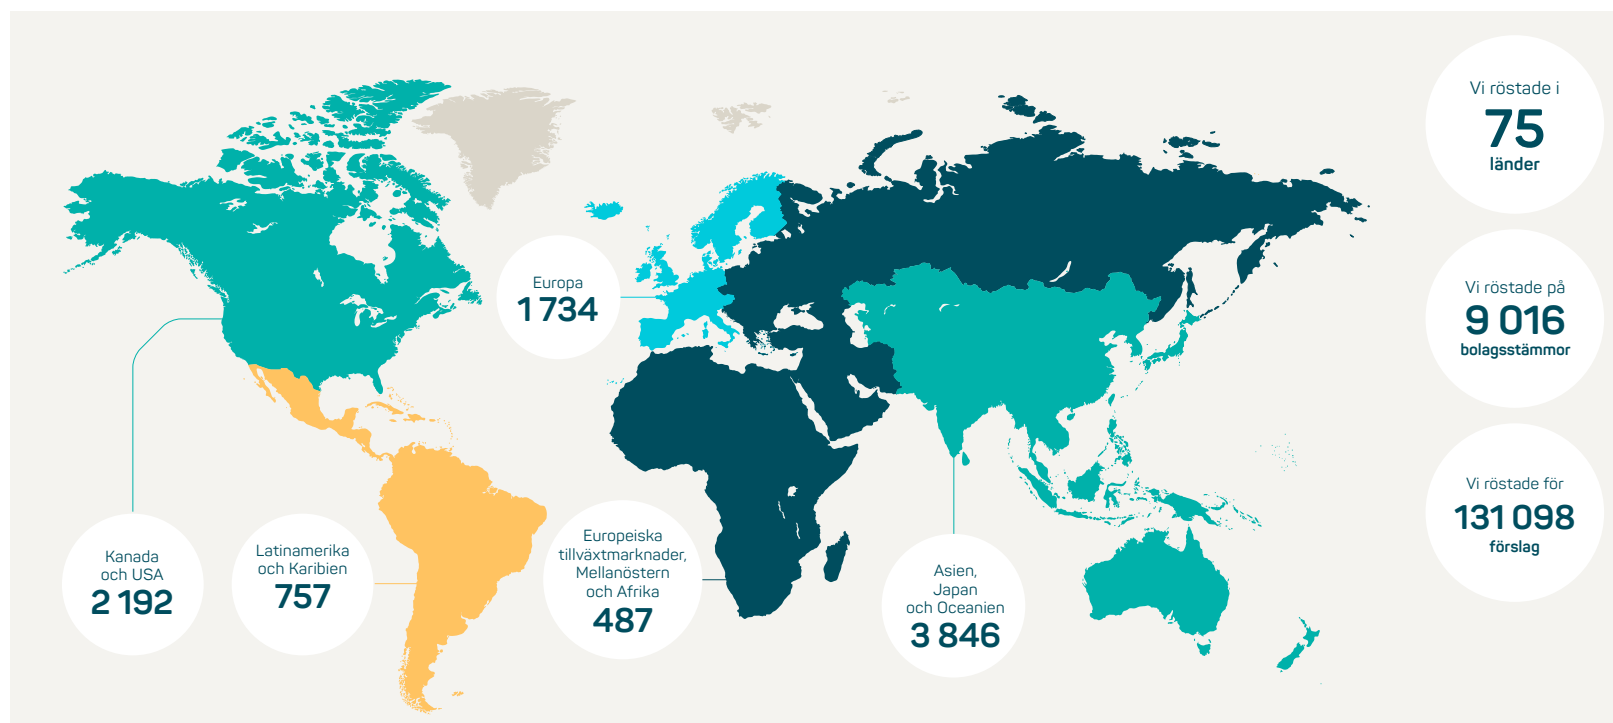 Vi röstade i
75
länder
Vi röstade på
9 016
bolagsstämmor
Vi röstade för
131 098
förslag
Europa
1 734
Kanada
och USA
2 192
Latinamerika
och Karibien
757
Europeiska
tillväxtmarknader,
Mellanöstern
och Afrika
487
Asien,
Japan
och Oceanien
3 846